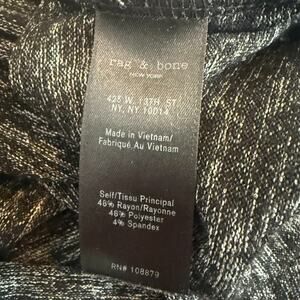 rag & bone
NEW YORK
425 W. 13TH ST
NY, NY 10014
Made in Vietnam/
Fabriqué Au Vietnam
Self/Tissu Principal
48% Rayon/Rayonne
48% Polyester
4% Spandex
RN# 108879